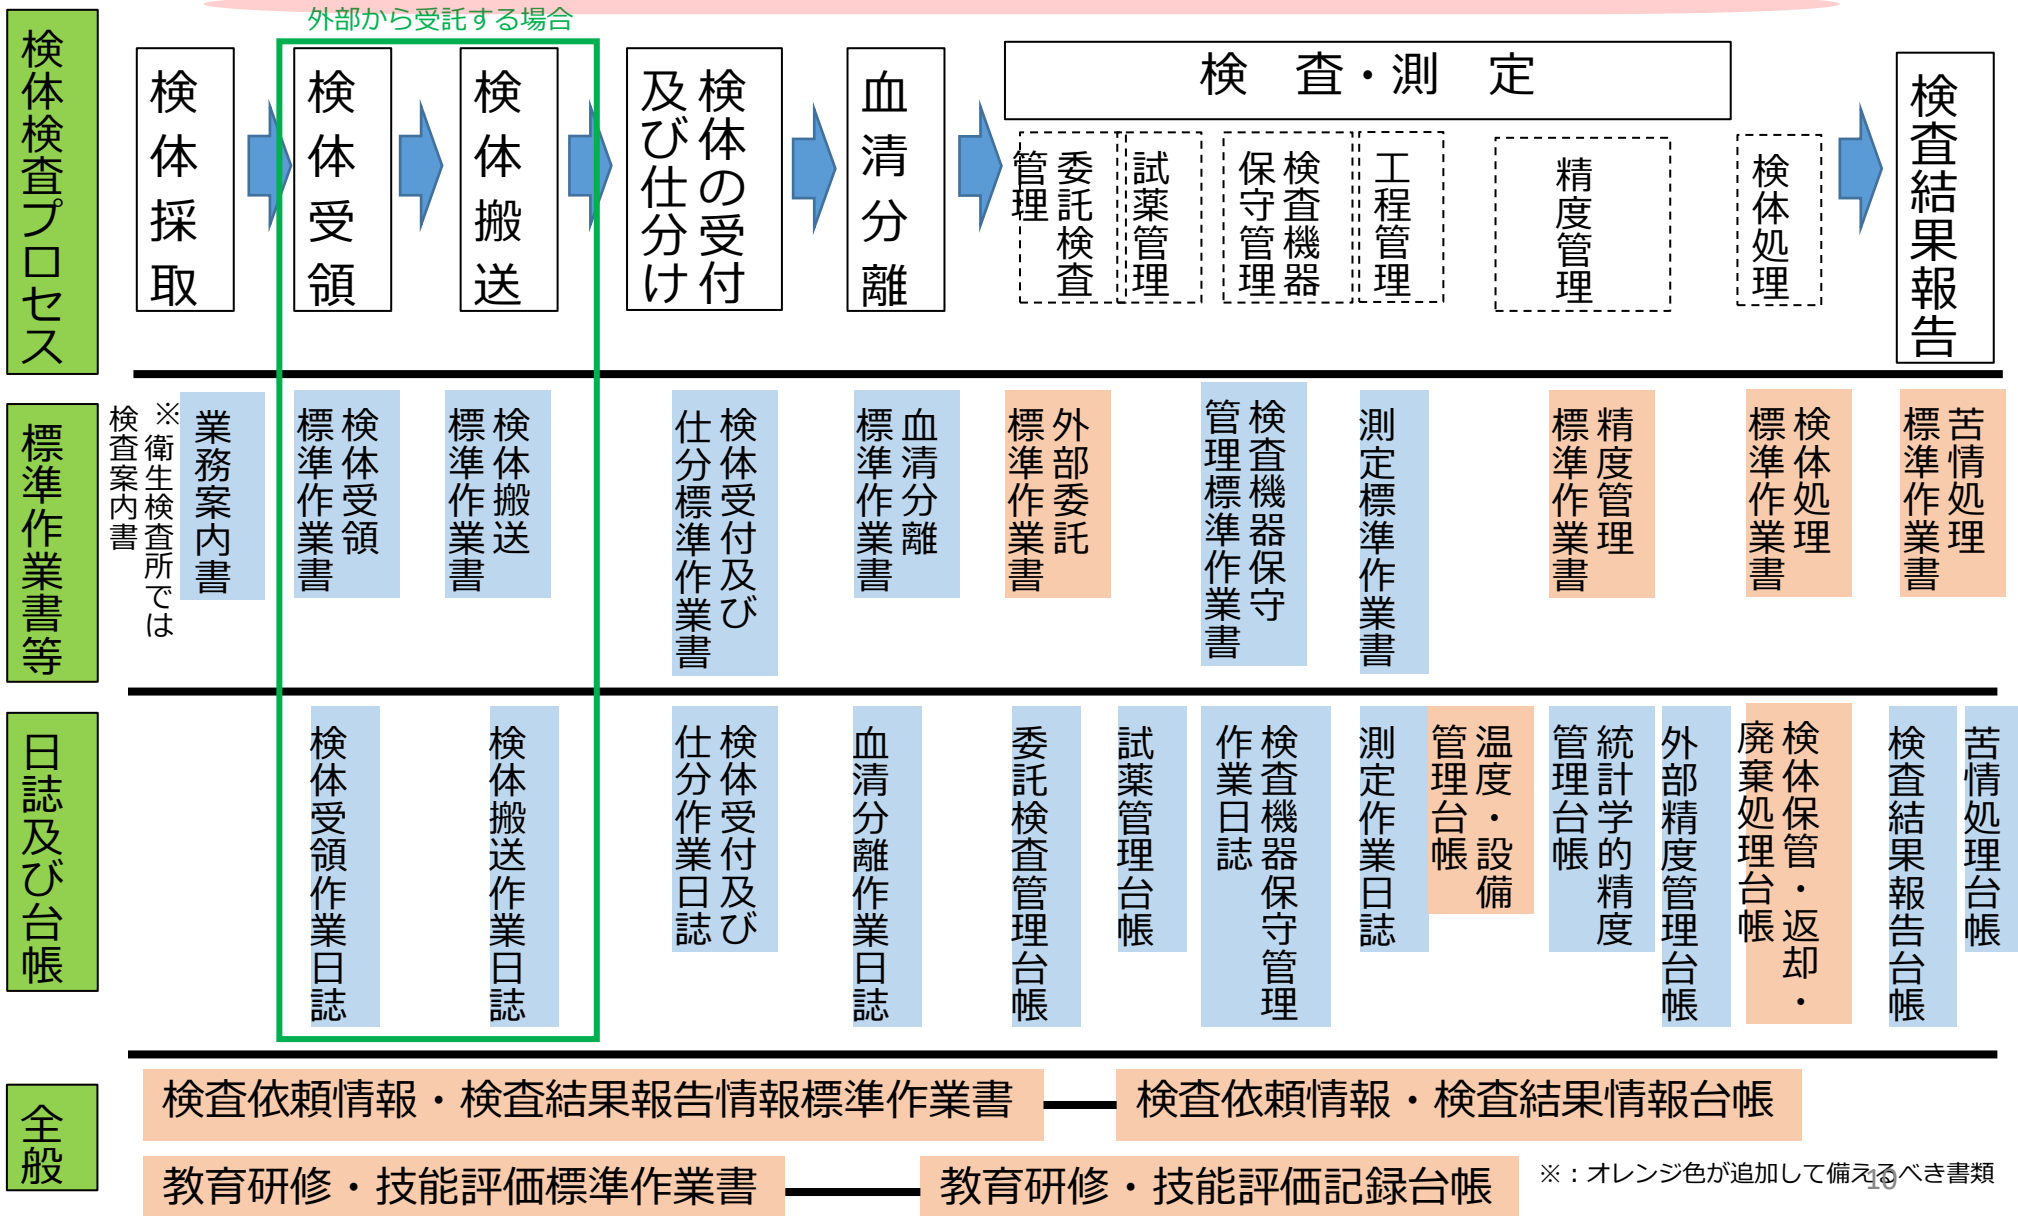 外部から受託する場合
検体検査プロセス
検体採取
検体受領
検体搬送
検体の受付
及び仕分け
血清分離
検　査・測　定
委託検査
管理
試薬管理
検査機器
保守管理
工程管理
精度管理
検体処理
検査結果報告
標準作業書等
※衛生検査所では
検査案内書
業務案内書
検体受領
標準作業書
検体搬送
標準作業書
検体受付及び
仕分標準作業書
血清分離
標準作業書
外部委託
標準作業書
検査機器保守
管理標準作業書
測定標準作業書
精度管理
標準作業書
検体処理
標準作業書
苦情処理
標準作業書
日誌及び台帳
検体受領作業日誌
検体搬送作業日誌
検体受付及び
仕分作業日誌
血清分離作業日誌
委託検査管理台帳
試薬管理台帳
検査機器保守管理
作業日誌
測定作業日誌
温度・設備
管理台帳
統計学的精度
管理台帳
外部精度管理台帳
検体保管・返却・
廃棄処理台帳
検査結果報告台帳
苦情処理台帳
全般
検査依頼情報・検査結果報告情報標準作業書
検査依頼情報・検査結果情報台帳
教育研修・技能評価標準作業書
教育研修・技能評価記録台帳
※：オレンジ色が追加して備えるべき書類
10